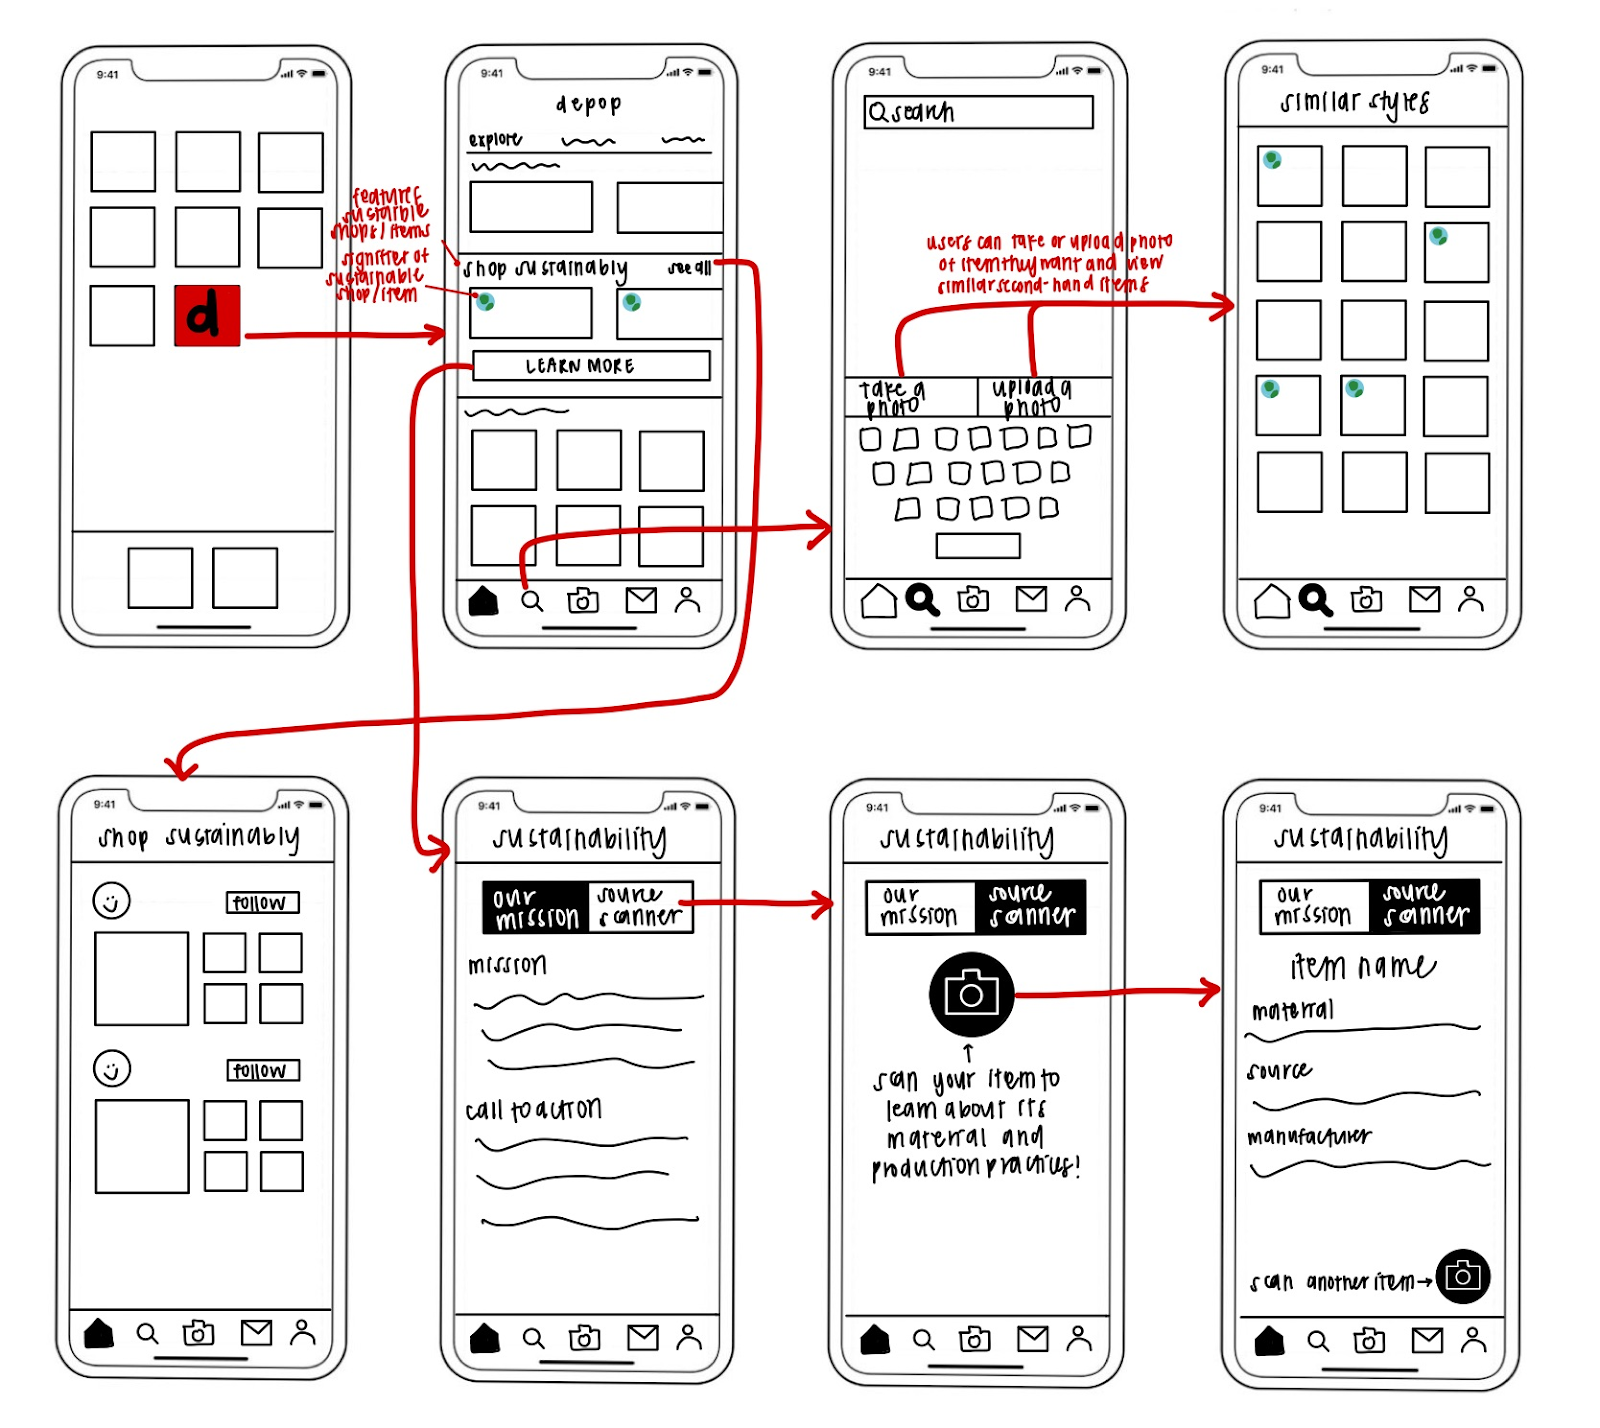 9:41
d
9:41
depop
explore
features
sustainble
shops/items
shop sustainably
see all
signifier of
sustainable
shop/item
LEARN MORE
9:41
search
users can take or upload photo
of item they want and view
similar second-hand items
take a
photo
upload a
photo
9:41
similar styles
9:41
shop sustainably
follow
follow
9:41
sustainability
our
mission
source
scanner
mission
call to action
9:41
sustainability
our
mission
source
scanner
scan your item to
learn about its
material and
production practices!
9:41
sustainability
our
mission
source
scanner
item name
material
source
manufacturer
scan another item